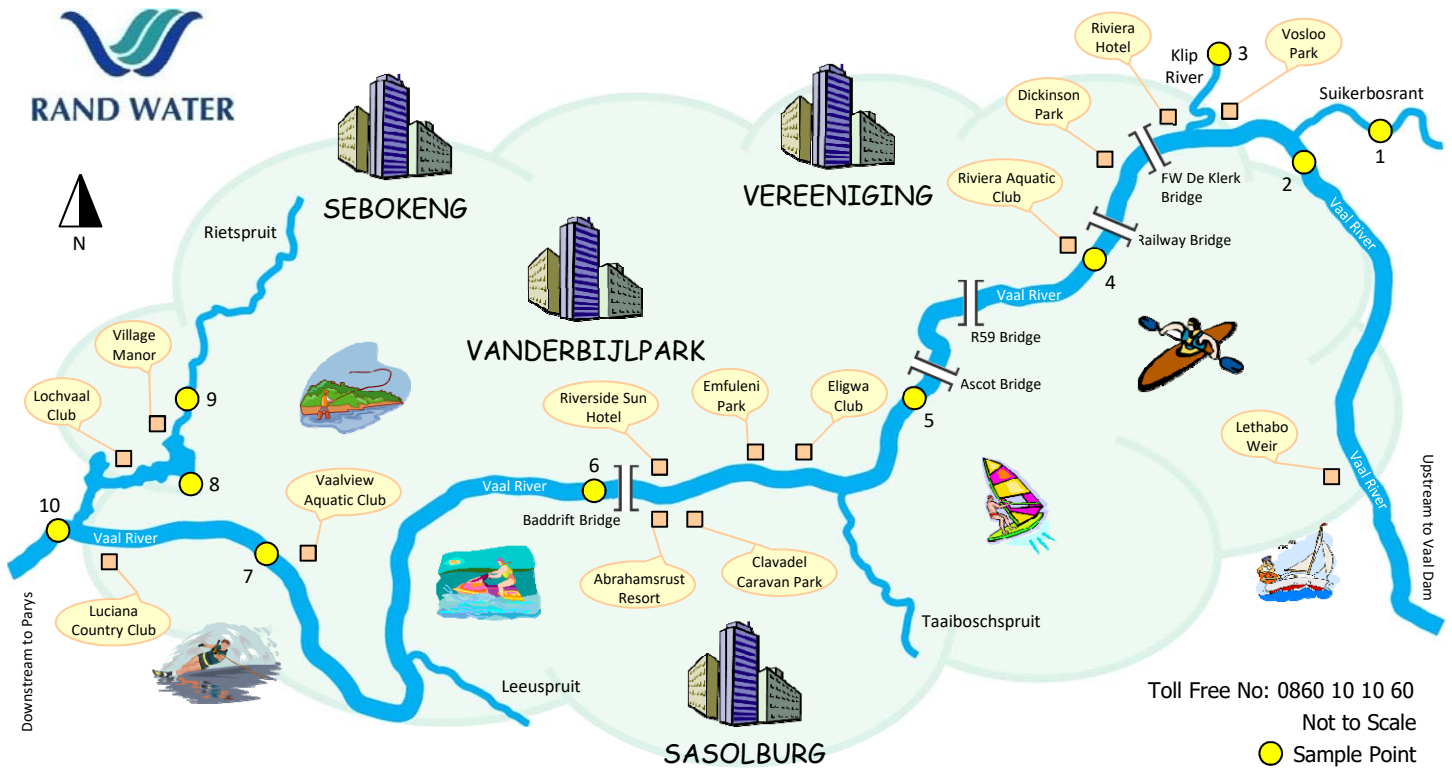 RAND WATER
N
Riviera
Hotel
Klip
River
3
Vosloo
Park
Suikerbosrant
1
Dickinson
Park
2
FW De Klerk
Bridge
Riviera Aquatic
Club
Railway Bridge
4
Vaal River
SEBOKENG
VEREENIGING
Rietspruit
Vaal River
R59 Bridge
VANDERBIJLPARK
Village
Manor
Ascot Bridge
Lochvaal
Club
9
Riverside Sun
Hotel
Emfuleni
Park
Eligwa
Club
5
Lethabo
Weir
Vaal River
Upstream to Vaal Dam
8
Vaalview
Aquatic Club
6
Vaal River
Baddrift Bridge
10
Vaal River
7
Abrahamsrust
Resort
Clavadel
Caravan Park
Luciana
Country Club
Taaiboschspruit
Downstream to Parys
Leeuspruit
SASOLBURG
Toll Free No: 0860 10 10 60
Not to Scale
Sample Point